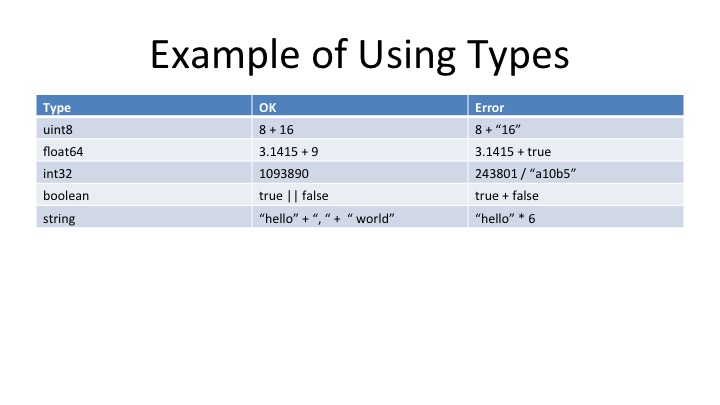 Example of Using Types
Type OK Error
uint8 8 + 16 8 + “16”
float64 3.1415 + 9 3.1415 + true
int32 1093890 243801 / “a10b5”
boolean true || false true + false
string “hello” + “, “ +  “ world” “hello” * 6